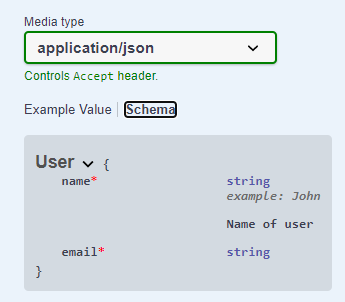 Media type
application/json
Controls Accept header.
Example Value | Schema
User {
name* string
example: John
Name of user
email* string
}